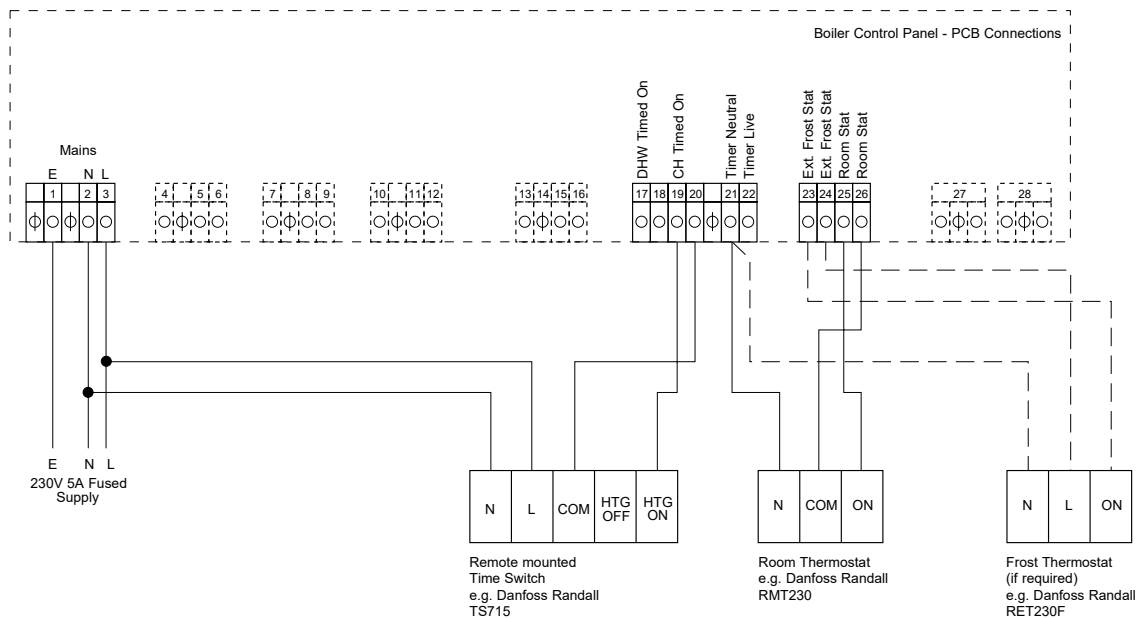 Boiler Control Panel - PCB Connections
DHW Timed On
CH Timed On
Timer Neutral
Timer Live
Ext. Frost Stat
Ext. Frost Stat
Room Stat
Room Stat
Mains
E N L
1 2 3 4 5 6 7 8 9 10 11 12 13 14 15 16 17 18 19 20 21 22 23 24 25 26 27 28
E N L
230V 5A Fused
Supply
N L COM HTG OFF HTG ON
N COM ON
N L ON
Remote mounted
Time Switch
e.g. Danfoss Randall
TS715
Room Thermostat
e.g. Danfoss Randall
RMT230
Frost Thermostat
(if required)
e.g. Danfoss Randall
RET230F